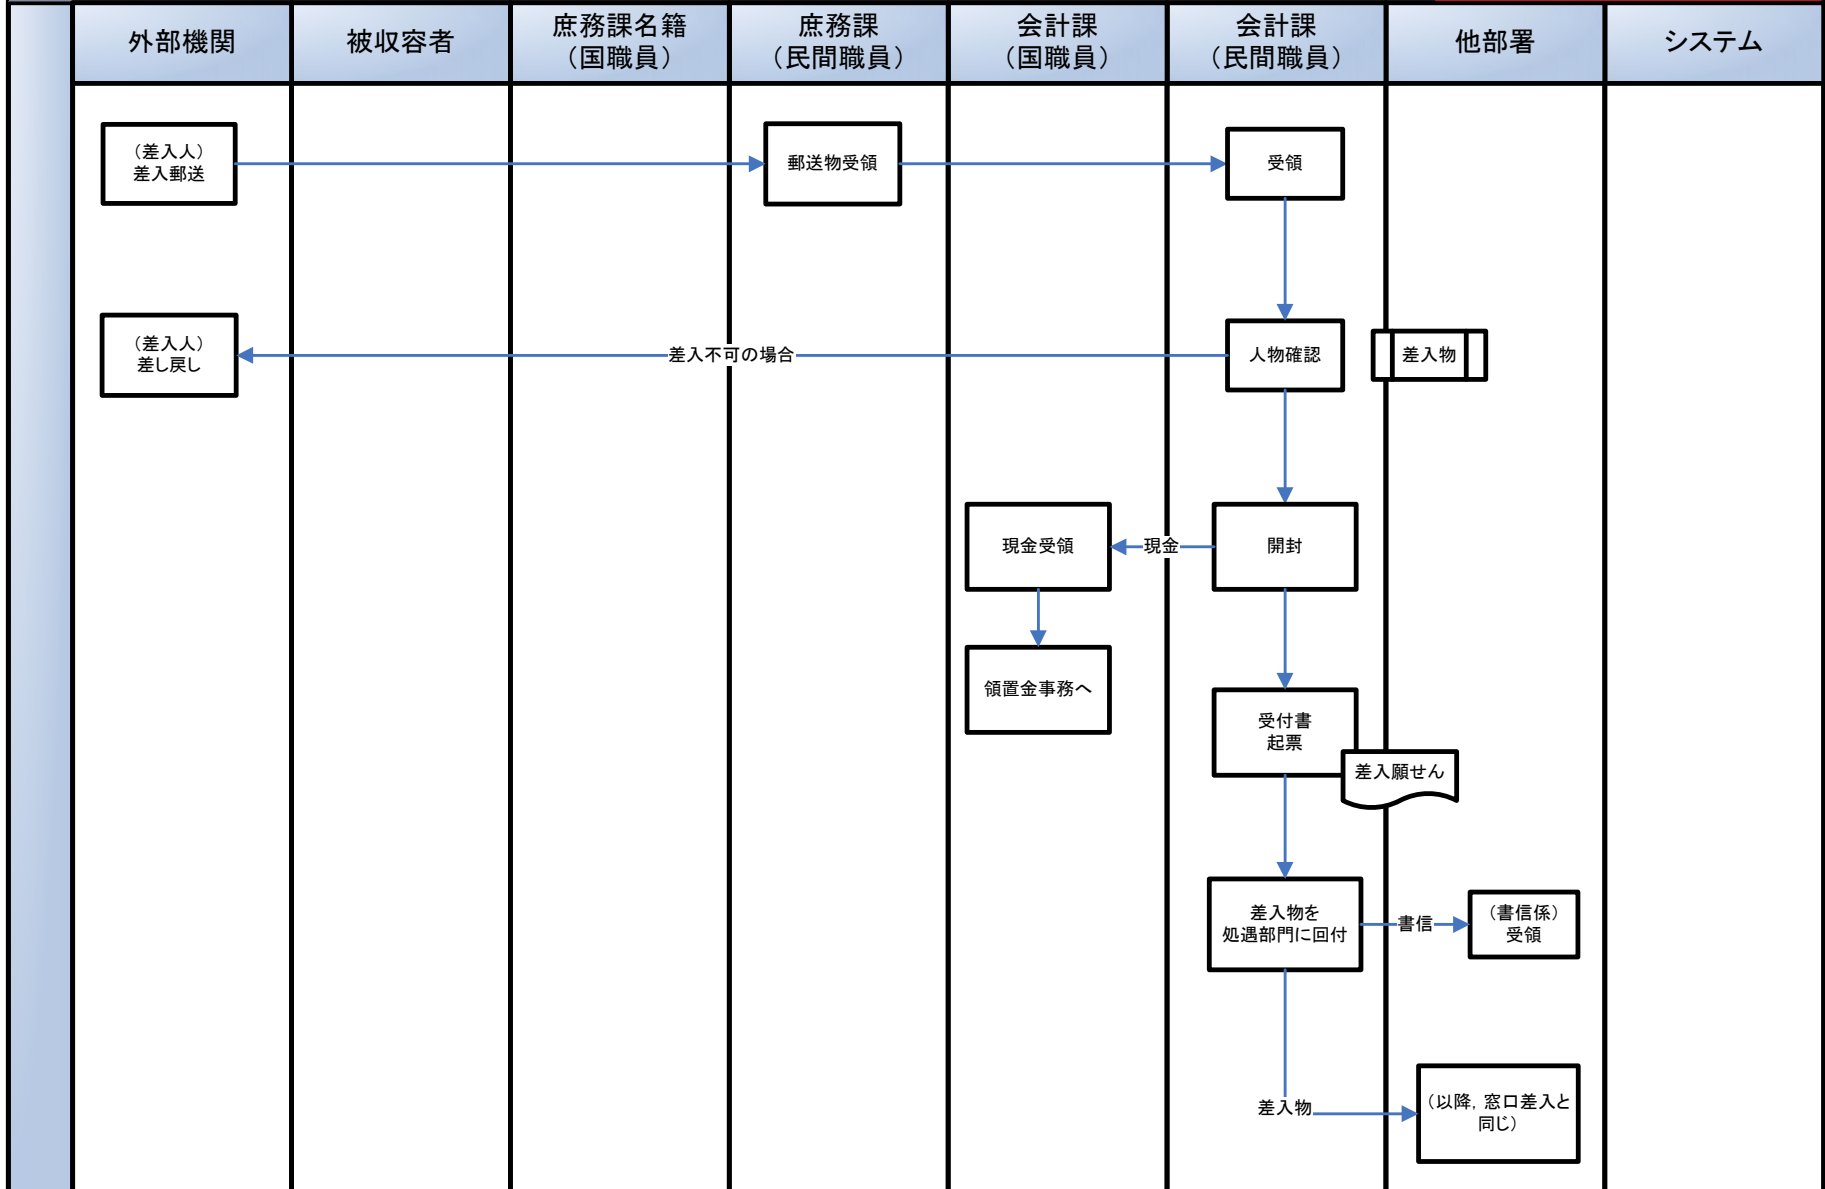 外部機関
被収容者
庶務課名籍
（国職員）
庶務課
（民間職員）
会計課
（国職員）
会計課
（民間職員）
他部署
システム
（差入人）
差入郵送
郵送物受領
受領
（差入人）
差し戻し
差入不可の場合
人物確認
差入物
現金受領
現金
開封
領置金事務へ
受付書
起票
差入願せん
差入物を
処遇部門に回付
書信
（書信係）
受領
差入物
（以降，窓口差入と
同じ）